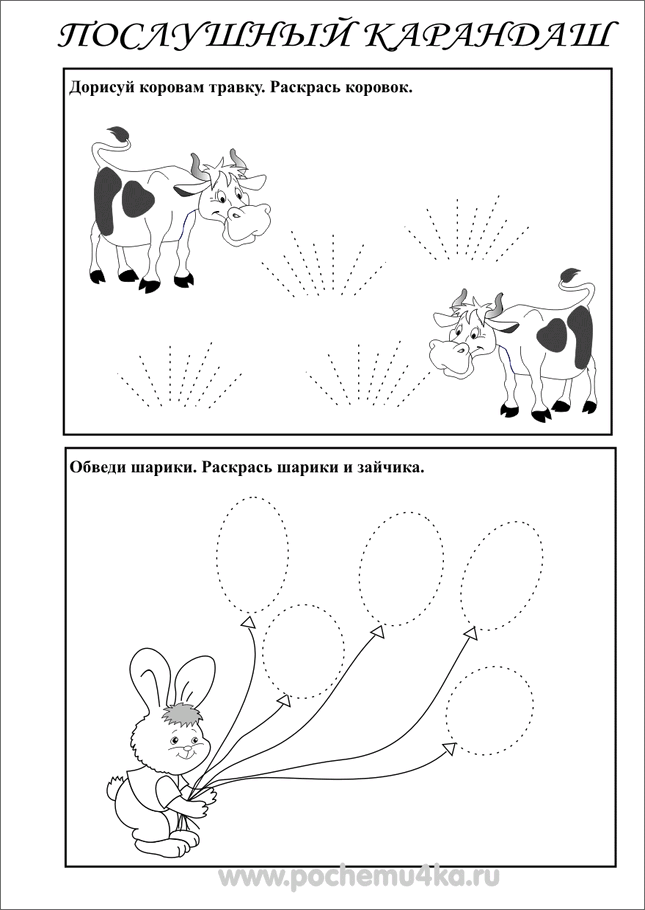 ПОСЛУШНЫЙ КАРАНДАШ
Дорисуй коровам травку. Раскрась коровок.
Обведи шарики. Раскрась шарики и зайчика.
www.pochemu4ka.ru